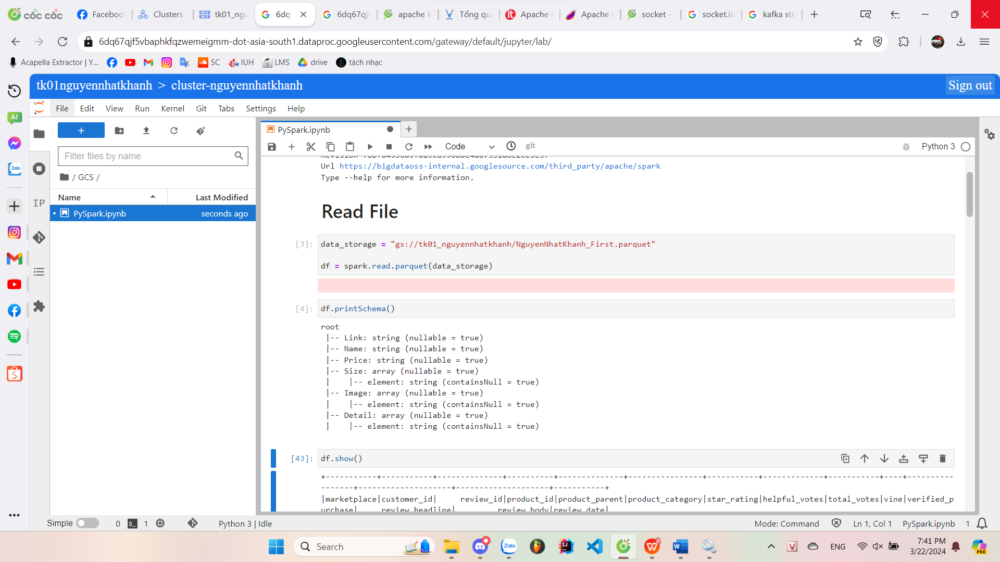 cốc cốc
Facebook
Clusters -
tk01_ngu
6dq
6dq67qjf
apache k
Tổng qu
Apache
Apache
socket -
socket.io
kafka str
6dq67qjf5vbaphkfqzwemeigmm-dot-asia-south1.dataproc.googleusercontent.com/gateway/default/jupyter/lab/
Acapella Extractor | Y...
SC
IUH
LMS
drive
tách nhạc
tk01nguyennhatkhanh > cluster-nguyennhatkhanh
Sign out
File Edit View Run Kernel Git Tabs Settings Help
AI
Zalo
Filter files by name
/ GCS /
Name
Last Modified
IP
PySpark.ipynb
seconds ago
PySpark.ipynb
Code
git
Python 3
Url https://bigdataoss-internal.googlesource.com/third_party/apache/spark
Type --help for more information.
Read File
[3]:
data_storage = "gs://tk01_nguyennhatkhanh/NguyenNhatKhanh_First.parquet"
df = spark.read.parquet(data_storage)
[4]:
df.printSchema()
root
|-- Link: string (nullable = true)
|-- Name: string (nullable = true)
|-- Price: string (nullable = true)
|-- Size: array (nullable = true)
|    |-- element: string (containsNull = true)
|-- Image: array (nullable = true)
|    |-- element: string (containsNull = true)
|-- Detail: array (nullable = true)
|    |-- element: string (containsNull = true)
[43]:
df.show()
+-----------+-----------+--------------+----------+--------------+----------------+-----------+-------------+-----------+----+----------
-------+--------------------+--------------------+-----------+
|marketplace|customer_id|     review_id|product_id|product_parent|product_category|star_rating|helpful_votes|total_votes|vine|verified_p
urchase|     review_headline|         review_body|review_date|
Simple
0
1
Python 3 | Idle
Mode: Command
Ln 1, Col 1
PySpark.ipynb
1
Search
Zalo
ENG
7:41 PM
3/22/2024
PRE